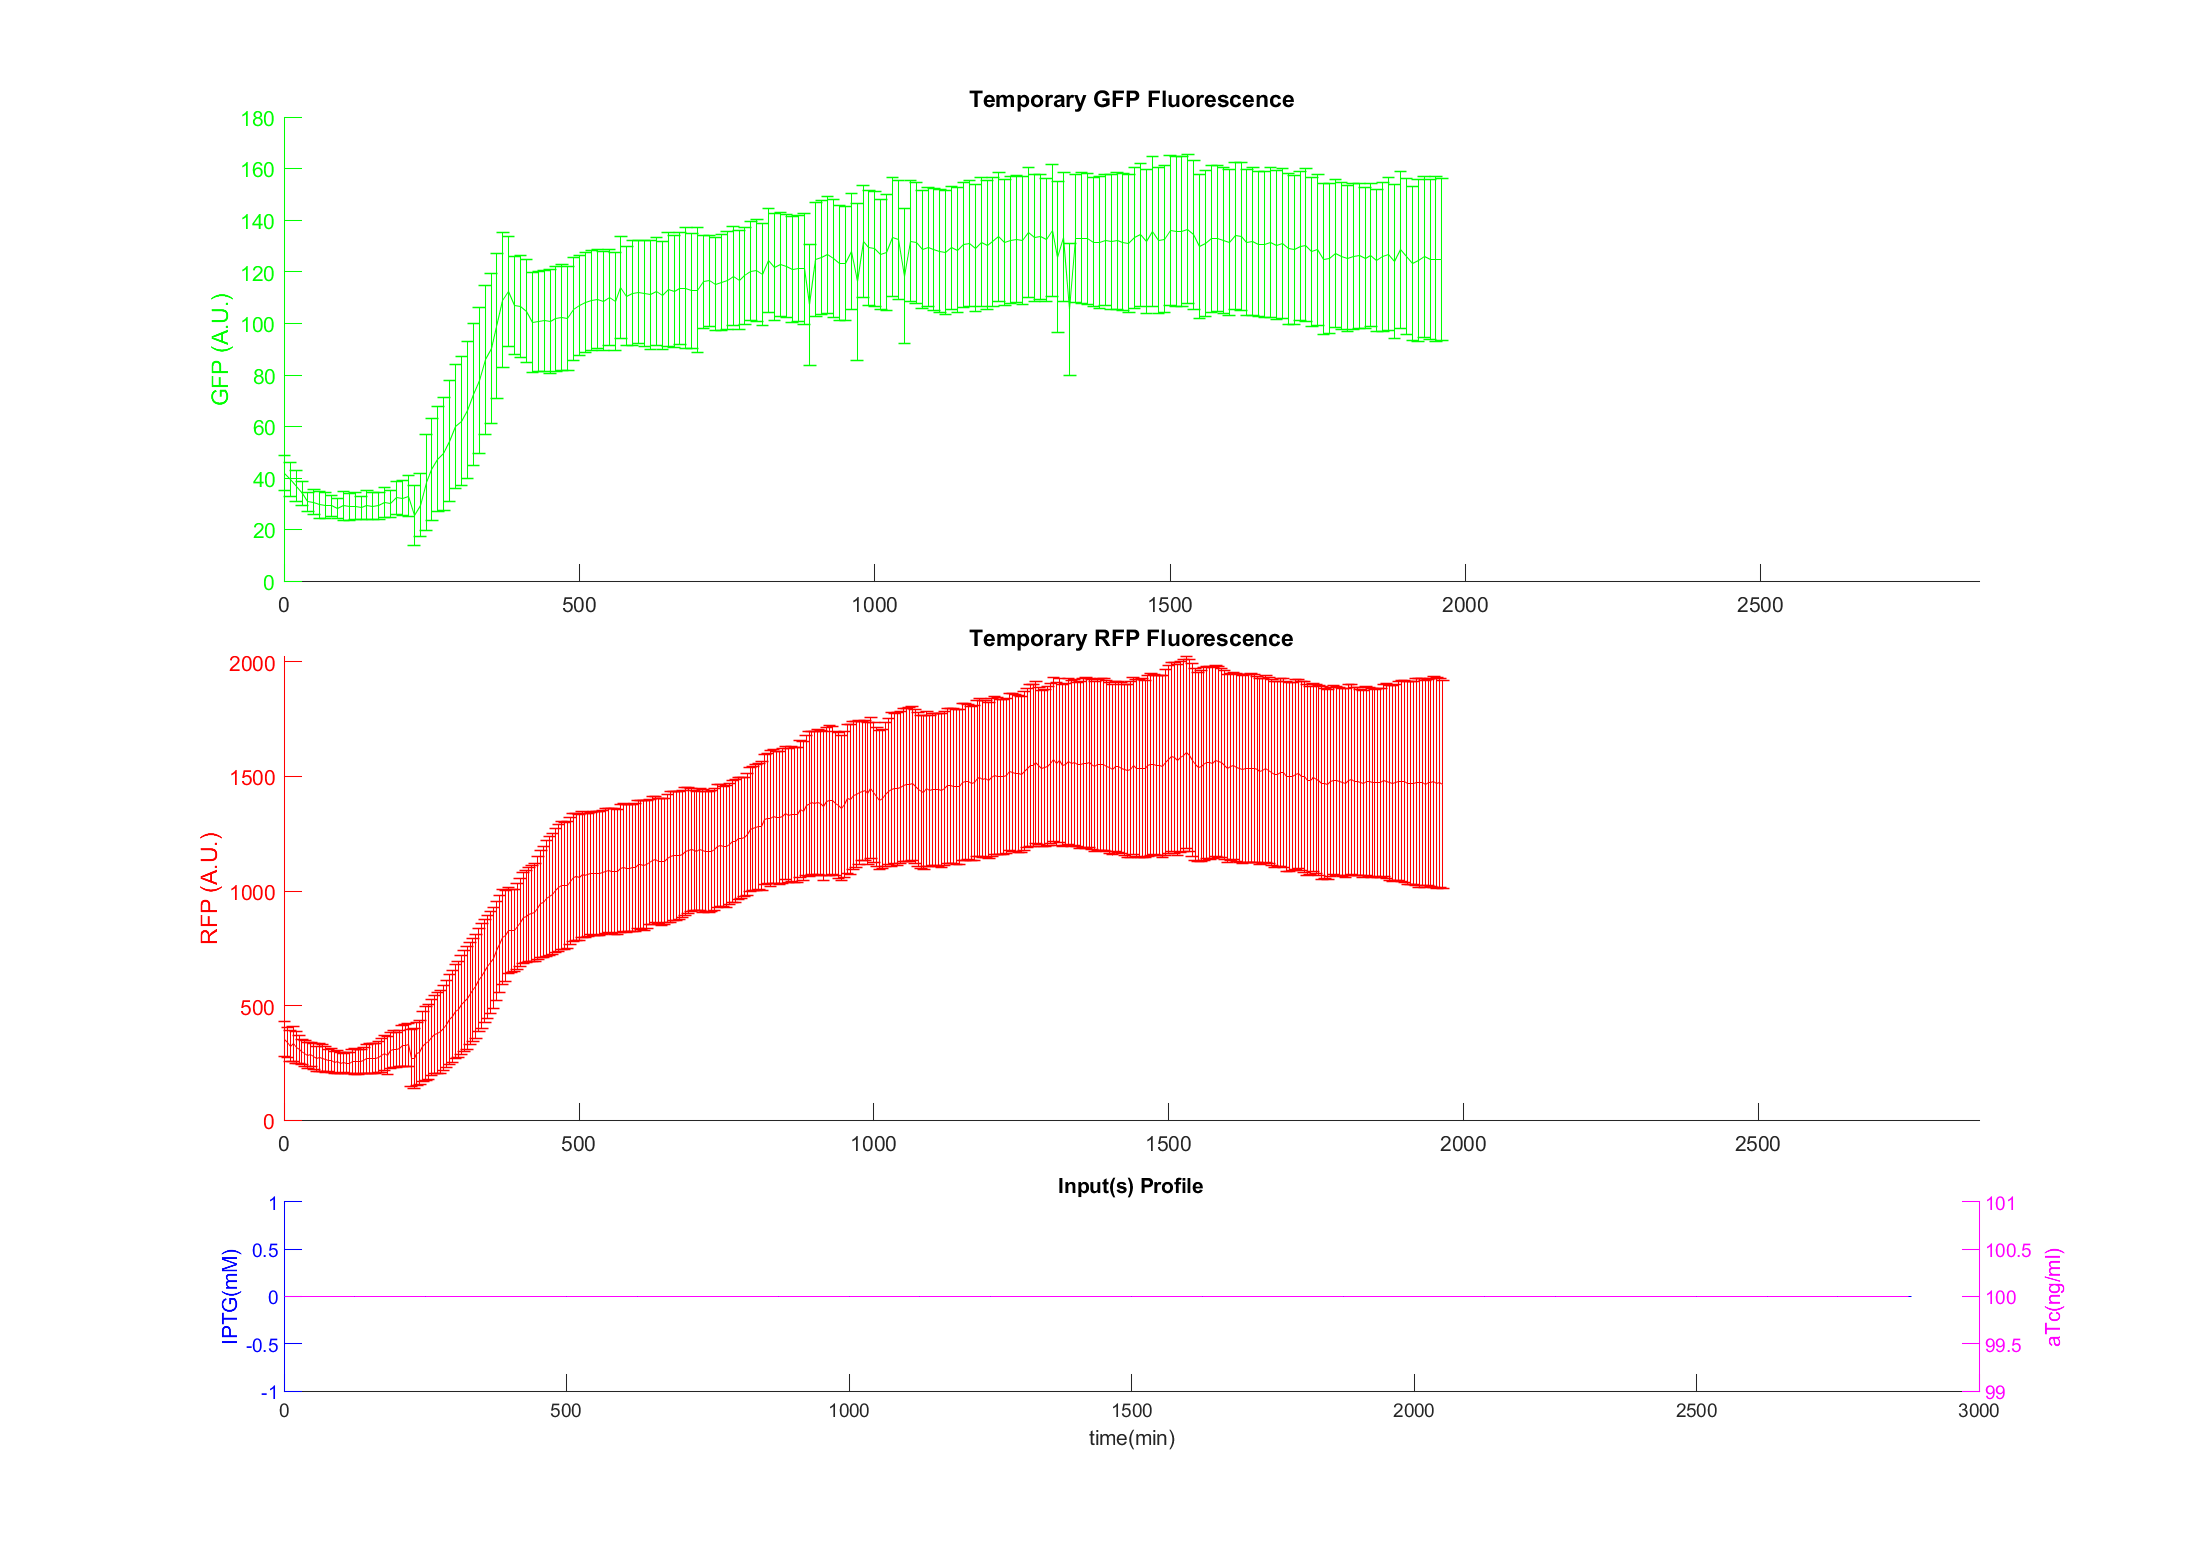 Temporary GFP Fluorescence
180
160
140
120
100
80
60
40
20
0
GFP (A.U.)
0 500 1000 1500 2000 2500
Temporary RFP Fluorescence
2000
1500
1000
500
0
RFP (A.U.)
0 500 1000 1500 2000 2500
Input(s) Profile
1
0.5
0
-0.5
-1
IPTG(mM)
101
100.5
100
99.5
99
aTc(ng/ml)
0 500 1000 1500 2000 2500 3000
time(min)